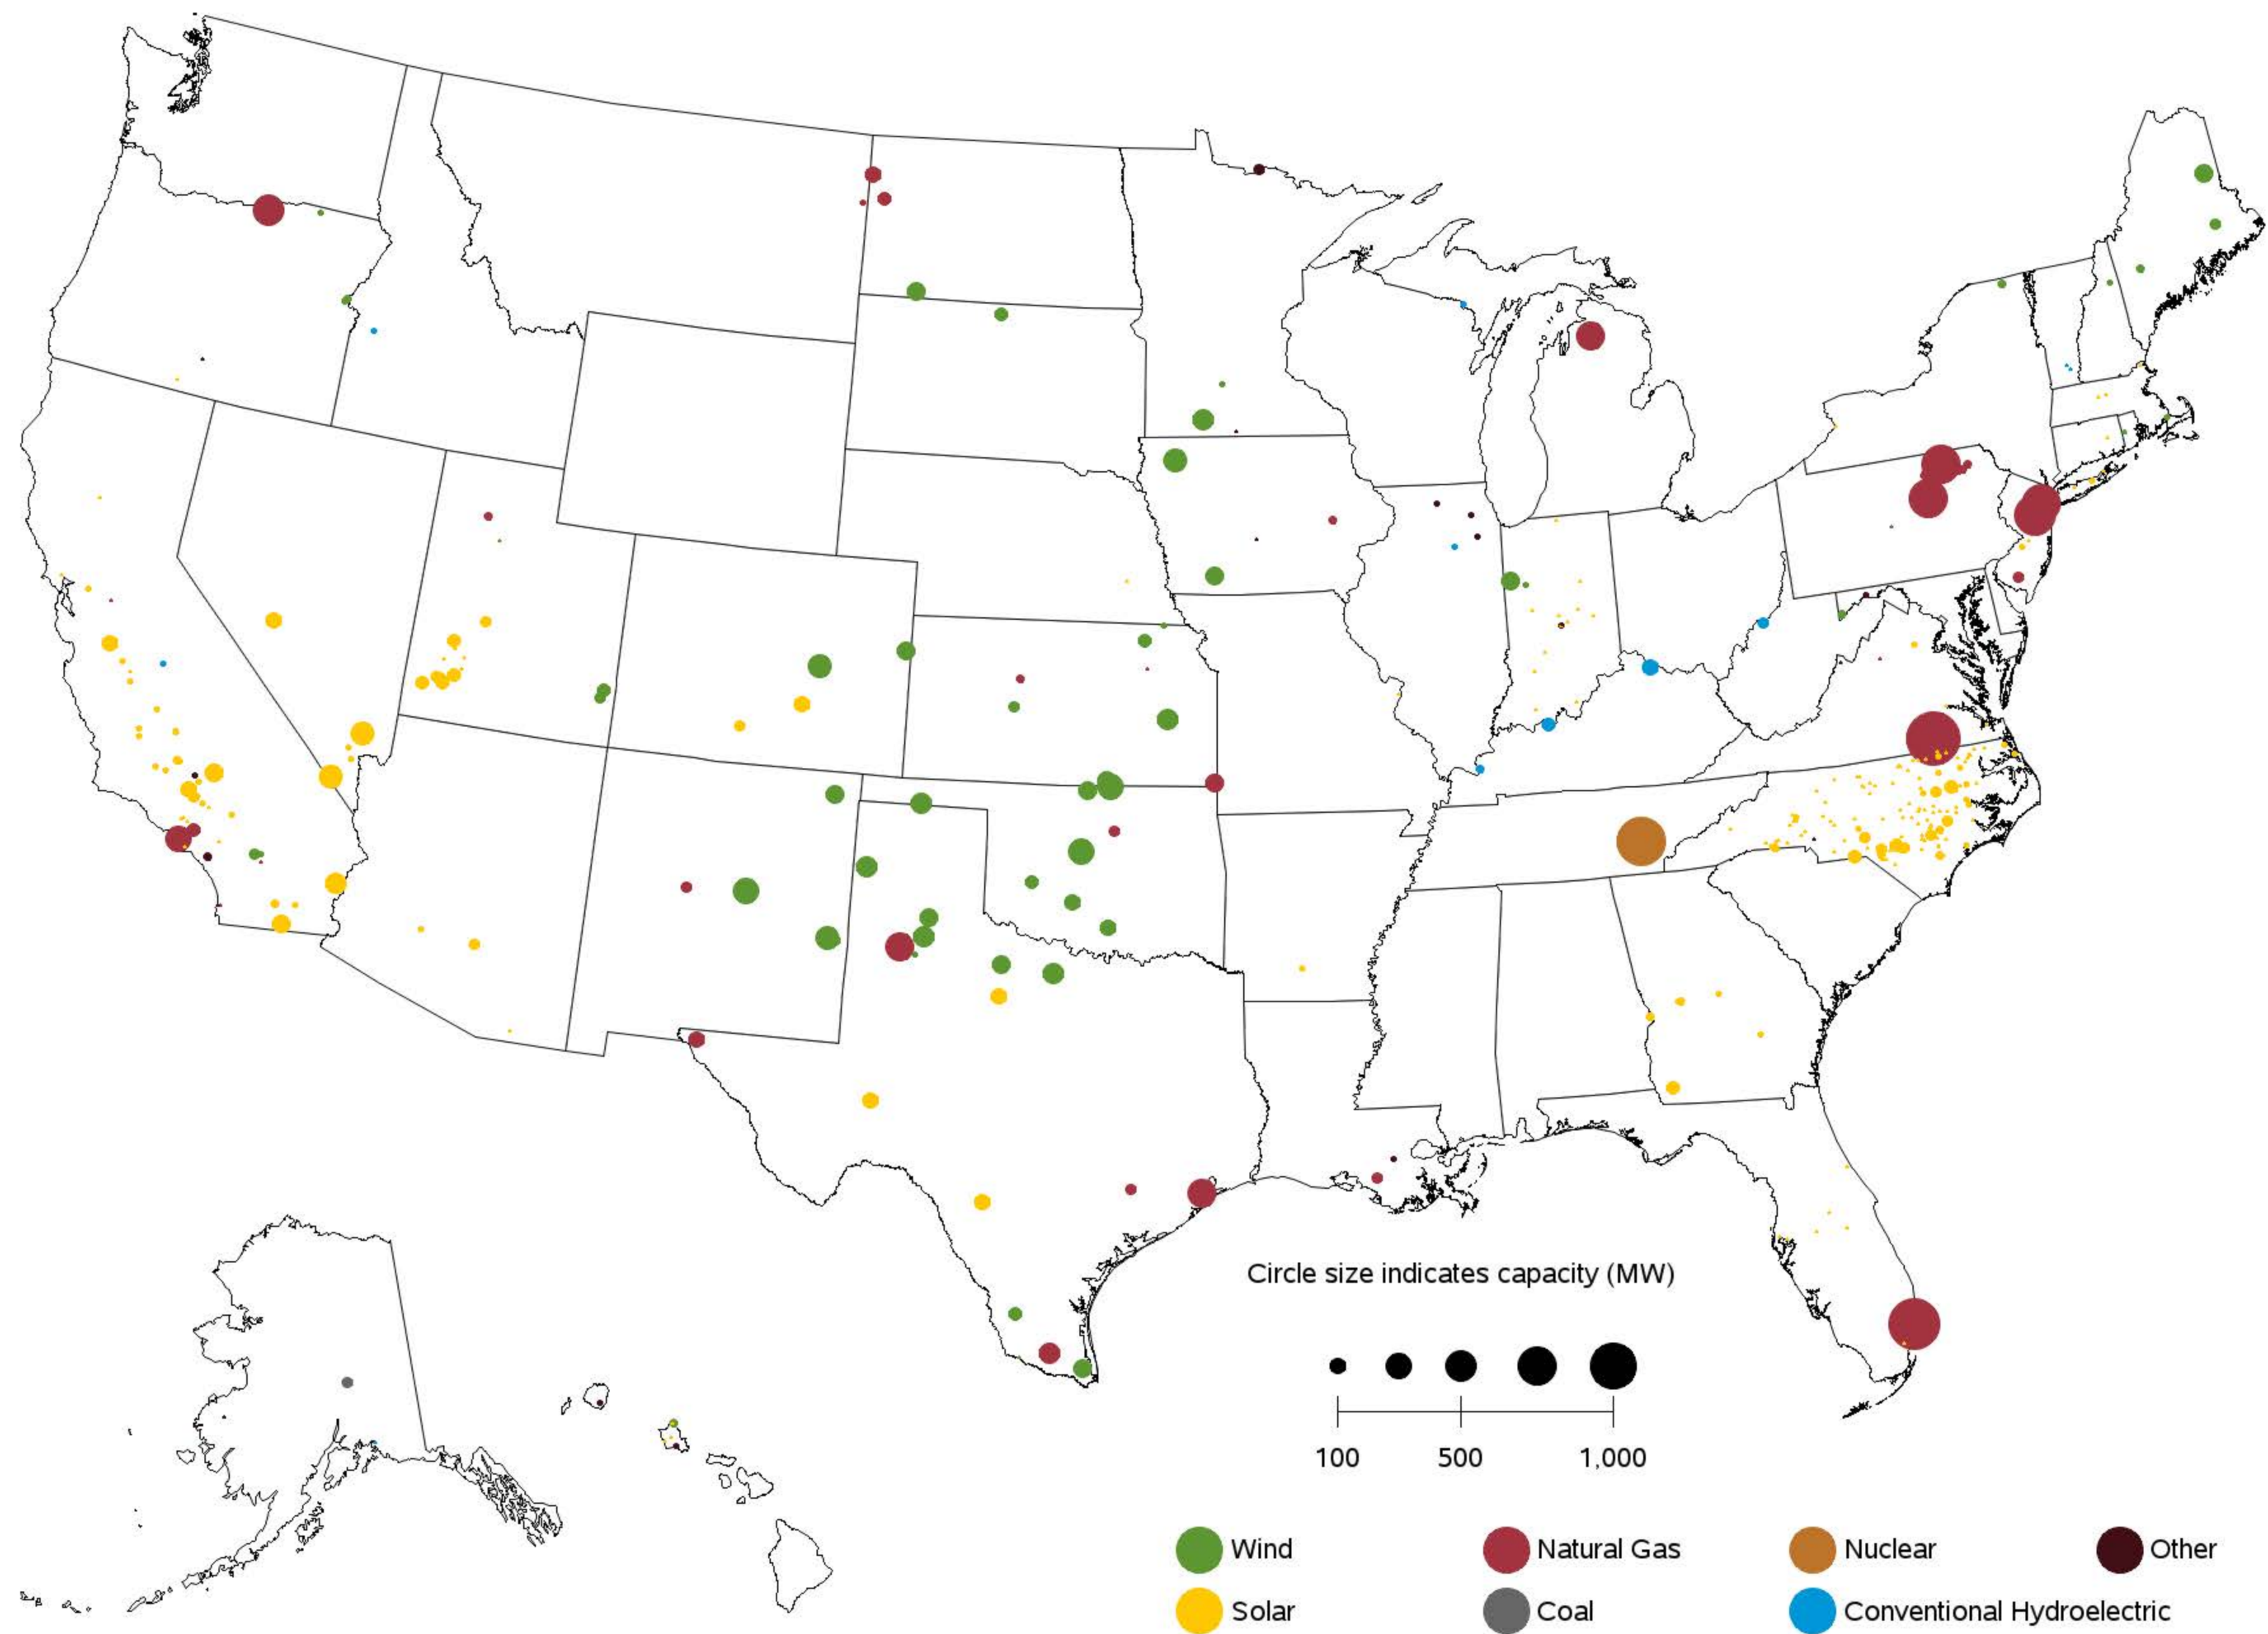 Circle size indicates capacity (MW)
100 500 1,000
Wind Natural Gas Nuclear Other
Solar Coal Conventional Hydroelectric